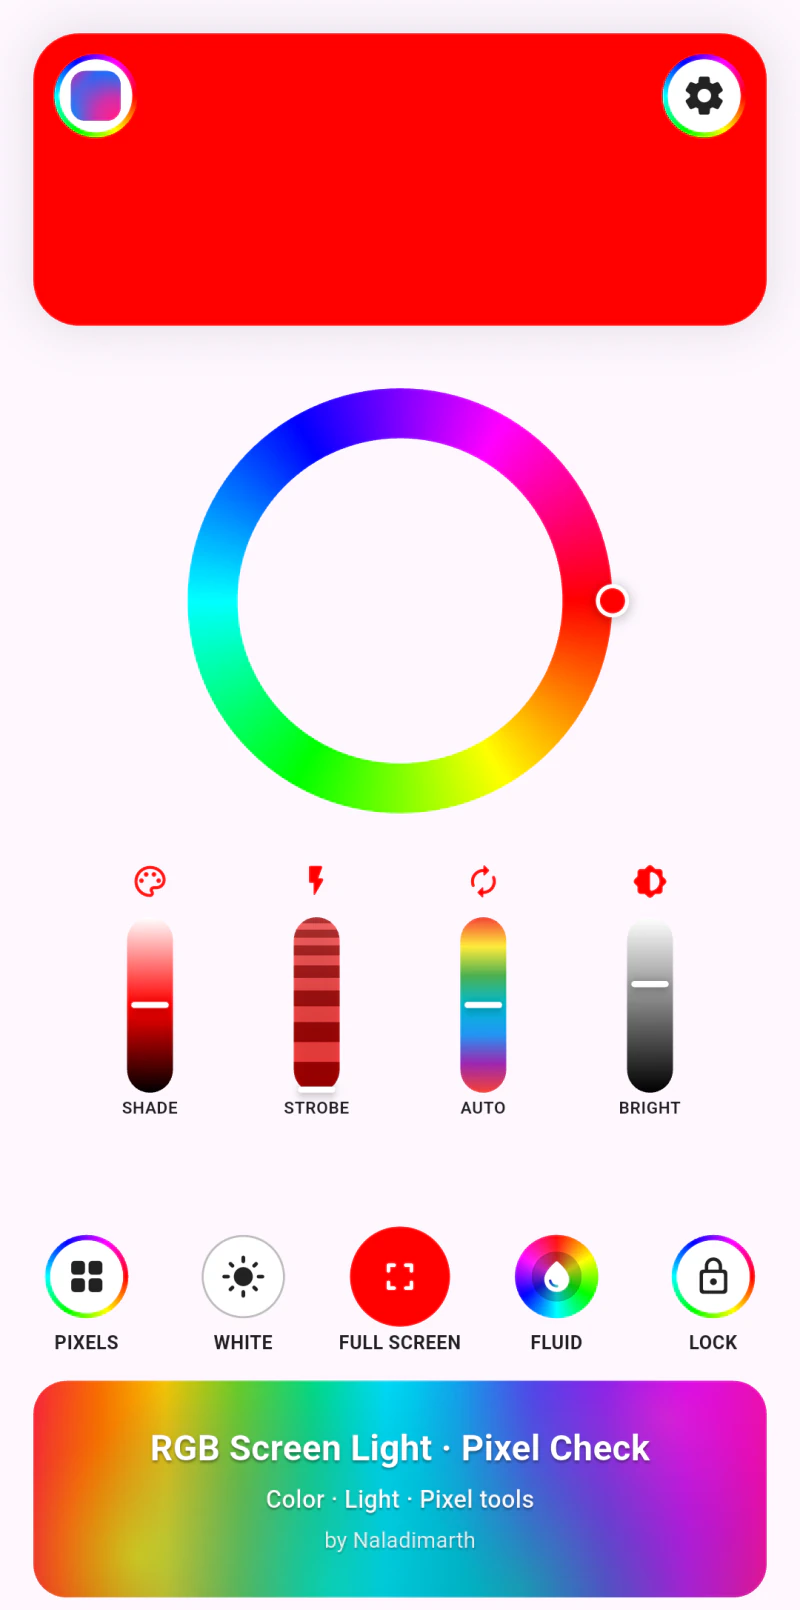 SHADE
STROBE
AUTO
BRIGHT
PIXELS
WHITE
FULL SCREEN
FLUID
LOCK
RGB Screen Light · Pixel Check
Color · Light · Pixel tools
by Naladimarth